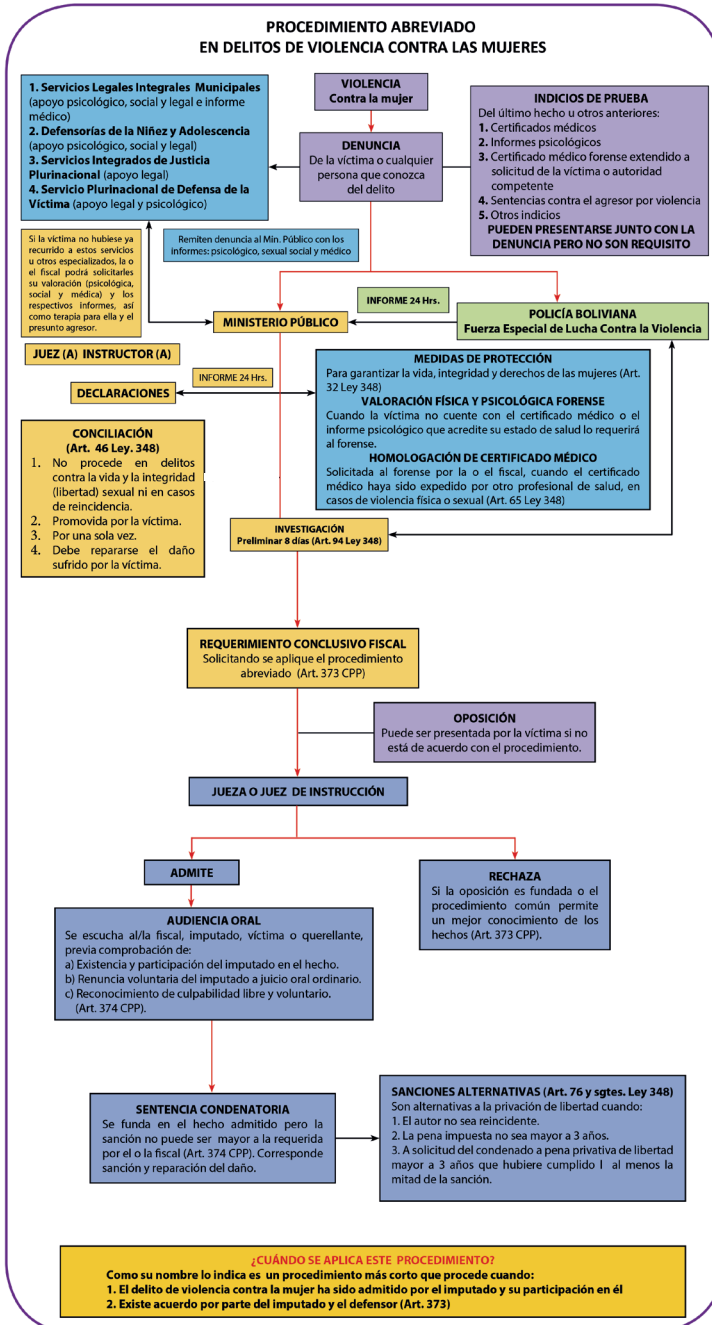 PROCEDIMIENTO ABREVIADO
EN DELITOS DE VIOLENCIA CONTRA LAS MUJERES
1. Servicios Legales Integrales Municipales
(apoyo psicológico, social y legal e informe
médico)
2. Defensorías de la Niñez y Adolescencia
(apoyo psicológico, social y legal)
3. Servicios Integrados de Justicia
Plurinacional (apoyo legal)
4. Servicio Plurinacional de Defensa de la
Víctima (apoyo legal y psicológico)
VIOLENCIA
Contra la mujer
DENUNCIA
De la víctima o cualquier
persona que conozca
del delito
INDICIOS DE PRUEBA
Del último hecho u otros anteriores:
1. Certificados médicos
2. Informes psicológicos
3. Certificado médico forense extendido a
solicitud de la víctima o autoridad
competente
4. Sentencias contra el agresor por violencia
5. Otros indicios
PUEDEN PRESENTARSE JUNTO CON LA
DENUNCIA PERO NO SON REQUISITO
Si la víctima no hubiese ya
recurrido a estos servicios
u otros especializados, la o
el fiscal podrá solicitarles
su valoración (psicológica,
social y médica) y los
respectivos informes, así
como terapia para ella y el
presunto agresor.
Remiten denuncia al Min. Público con los
informes: psicológico, sexual social y médico
INFORME 24 Hrs.
MINISTERIO PÚBLICO
POLICÍA BOLIVIANA
Fuerza Especial de Lucha Contra la Violencia
JUEZ (A) INSTRUCTOR (A)
INFORME 24 Hrs.
DECLARACIONES
MEDIDAS DE PROTECCIÓN
Para garantizar la vida, integridad y derechos de las mujeres (Art.
32 Ley 348)
VALORACIÓN FÍSICA Y PSICOLÓGICA FORENSE
Cuando la víctima no cuente con el certificado médico o el
informe psicológico que acredite su estado de salud lo requerirá
al forense.
HOMOLOGACIÓN DE CERTIFICADO MÉDICO
Solicitada al forense por la o el fiscal, cuando el certificado
médico haya sido expedido por otro profesional de salud, en
casos de violencia física o sexual (Art. 65 Ley 348)
CONCILIACIÓN
(Art. 46 Ley. 348)
1. No procede en delitos
contra la vida y la integridad
(libertad) sexual ni en casos
de reincidencia.
2. Promovida por la víctima.
3. Por una sola vez.
4. Debe repararse el daño
sufrido por la víctima.
INVESTIGACIÓN
Preliminar 8 días (Art. 94 Ley 348)
REQUERIMIENTO CONCLUSIVO FISCAL
Solicitando se aplique el procedimiento
abreviado (Art. 373 CPP)
OPOSICIÓN
Puede ser presentada por la víctima si no
está de acuerdo con el procedimiento.
JUEZA O JUEZ DE INSTRUCCIÓN
ADMITE
RECHAZA
Si la oposición es fundada o el
procedimiento común permite
un mejor conocimiento de los
hechos (Art. 373 CPP).
AUDIENCIA ORAL
Se escucha al/la fiscal, imputado, víctima o querellante,
previa comprobación de:
a) Existencia y participación del imputado en el hecho.
b) Renuncia voluntaria del imputado a juicio oral ordinario.
c) Reconocimiento de culpabilidad libre y voluntario.
(Art. 374 CPP).
SENTENCIA CONDENATORIA
Se funda en el hecho admitido pero la
sanción no puede ser mayor a la requerida
por el o la fiscal (Art. 374 CPP). Corresponde
sanción y reparación del daño.
SANCIONES ALTERNATIVAS (Art. 76 y sgtes. Ley 348)
Son alternativas a la privación de libertad cuando:
1. El autor no sea reincidente.
2. La pena impuesta no sea mayor a 3 años.
3. A solicitud del condenado a pena privativa de libertad
mayor a 3 años que hubiere cumplido l al menos la
mitad de la sanción.
¿CUÁNDO SE APLICA ESTE PROCEDIMIENTO?
Como su nombre lo indica es un procedimiento más corto que procede cuando:
1. El delito de violencia contra la mujer ha sido admitido por el imputado y su participación en él
2. Existe acuerdo por parte del imputado y el defensor (Art. 373)